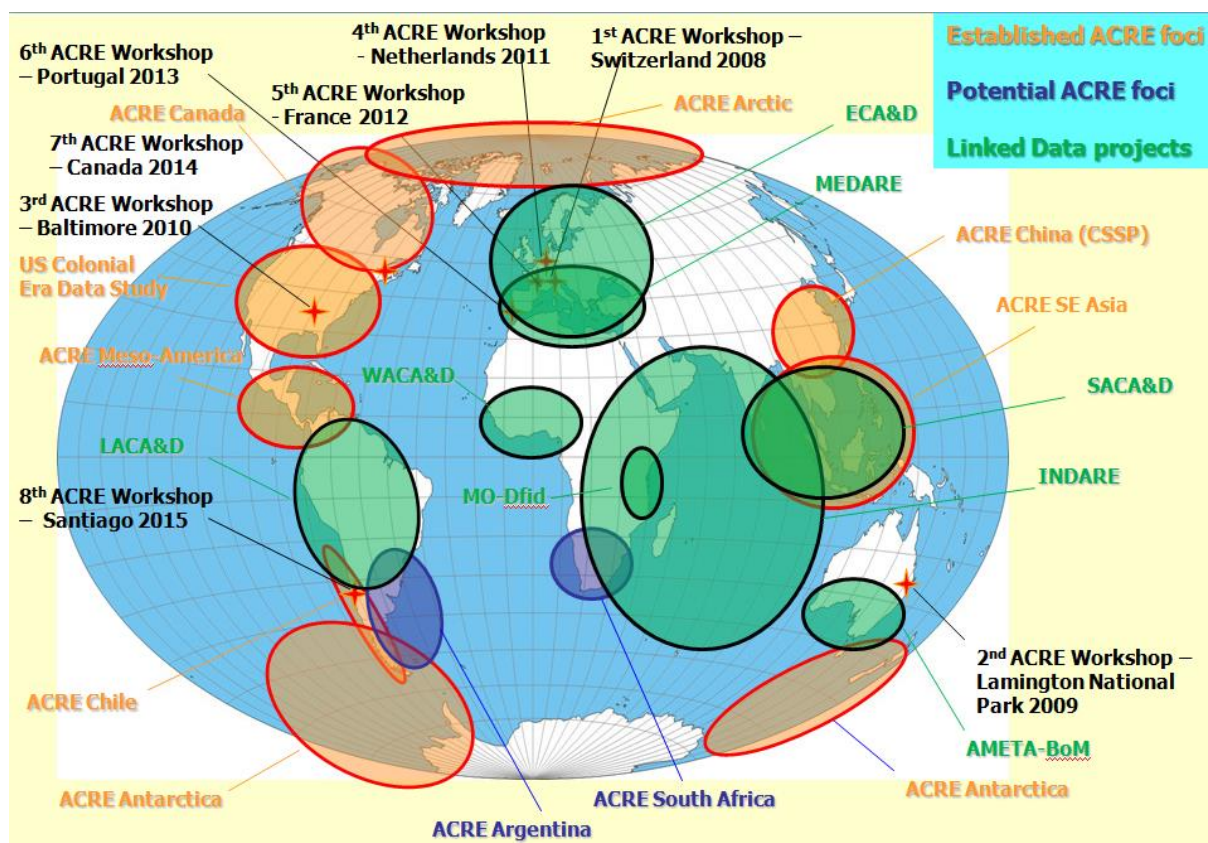 6th ACRE Workshop
– Portugal 2013
4th ACRE Workshop
- Netherlands 2011
1st ACRE Workshop –
Switzerland 2008
Established ACRE foci
Potential ACRE foci
Linked Data projects
5th ACRE Workshop
- France 2012
ACRE Canada
ACRE Arctic
ECA&D
7th ACRE Workshop
– Canada 2014
MEDARE
3rd ACRE Workshop
– Baltimore 2010
ACRE China (CSSP)
US Colonial
Era Data Study
ACRE SE Asia
ACRE Meso-America
WACA&D
SACA&D
LACA&D
MO-Dfid
INDARE
8th ACRE Workshop
– Santiago 2015
2nd ACRE Workshop –
Lamington National
Park 2009
ACRE Chile
AMETA-BoM
ACRE Antarctica
ACRE South Africa
ACRE Antarctica
ACRE Argentina